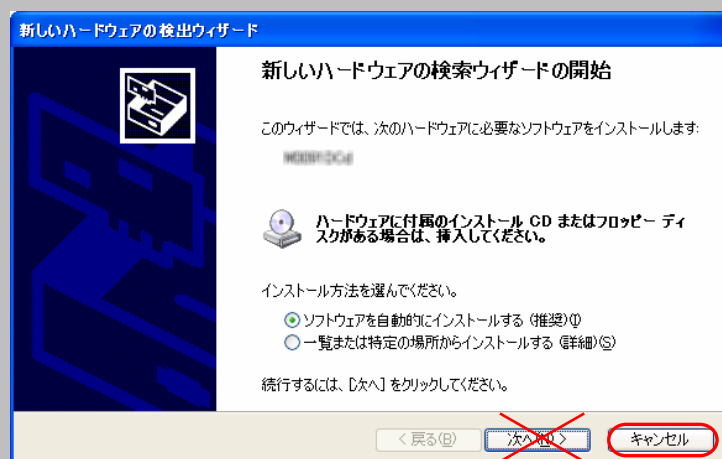 新しいハードウェアの検出ウィザード
新しいハードウェアの検索ウィザードの開始
このウィザードでは、次のハードウェアに必要なソフトウェアをインストールします:
ハードウェアに付属のインストール CD またはフロッピー ディ
スクがある場合は、挿入してください。
インストール方法を選んでください。
ソフトウェアを自動的にインストールする (推奨)(I)
一覧または特定の場所からインストールする (詳細)(S)
続行するには、[次へ] をクリックしてください。
< 戻る(B) 次へ(N) > キャンセル